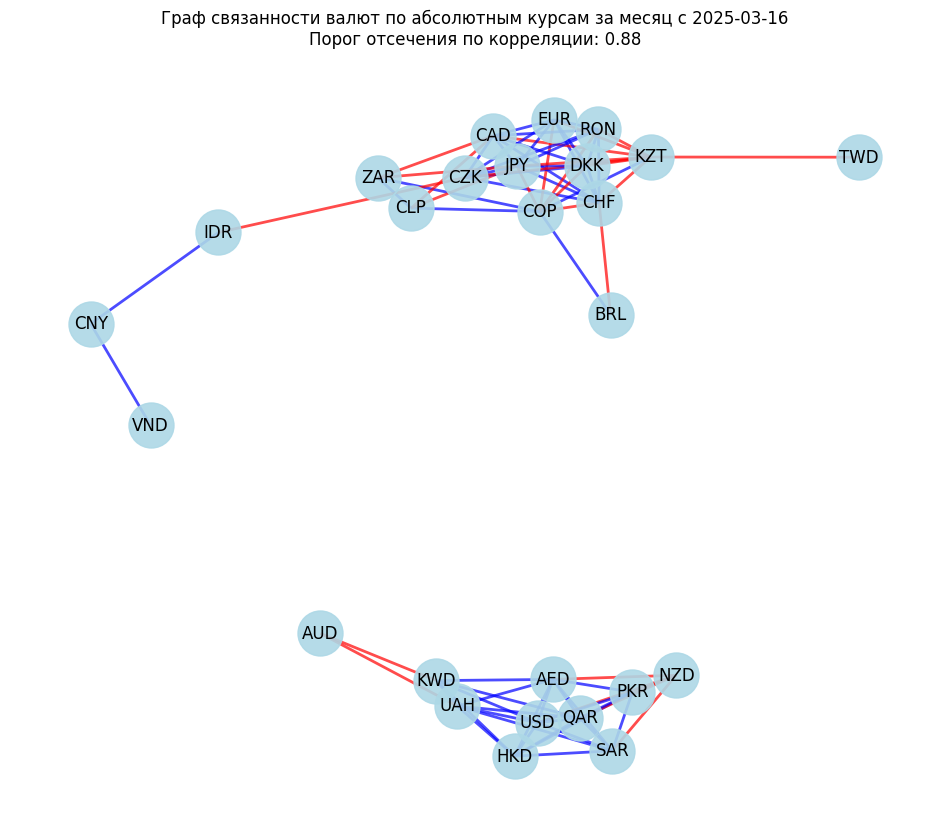 Граф связанности валют по абсолютным курсам за месяц с 2025-03-16
Порог отсечения по корреляции: 0.88
EUR
RON
CAD
KZT
TWD
JPY
DKK
ZAR
CZK
CHF
CLP
COP
IDR
BRL
CNY
VND
AUD
NZD
KWD
AED
PKR
UAH
QAR
USD
SAR
HKD